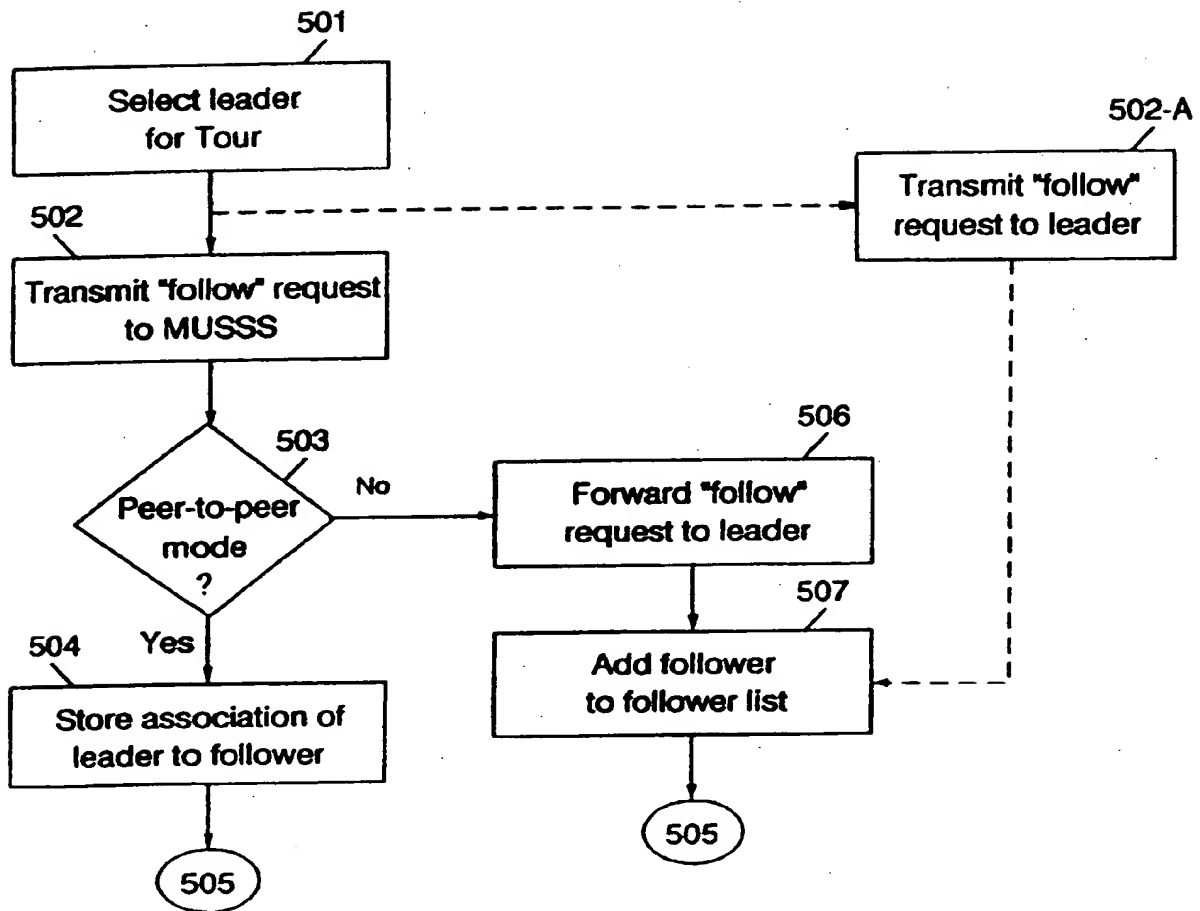 501
Select leader
for Tour
502-A
Transmit "follow"
request to leader
502
Transmit "follow" request
to MUSSS
503
Peer-to-peer
mode
?
No
Yes
506
Forward "follow"
request to leader
507
Add follower
to follower list
504
Store association of
leader to follower
505
505